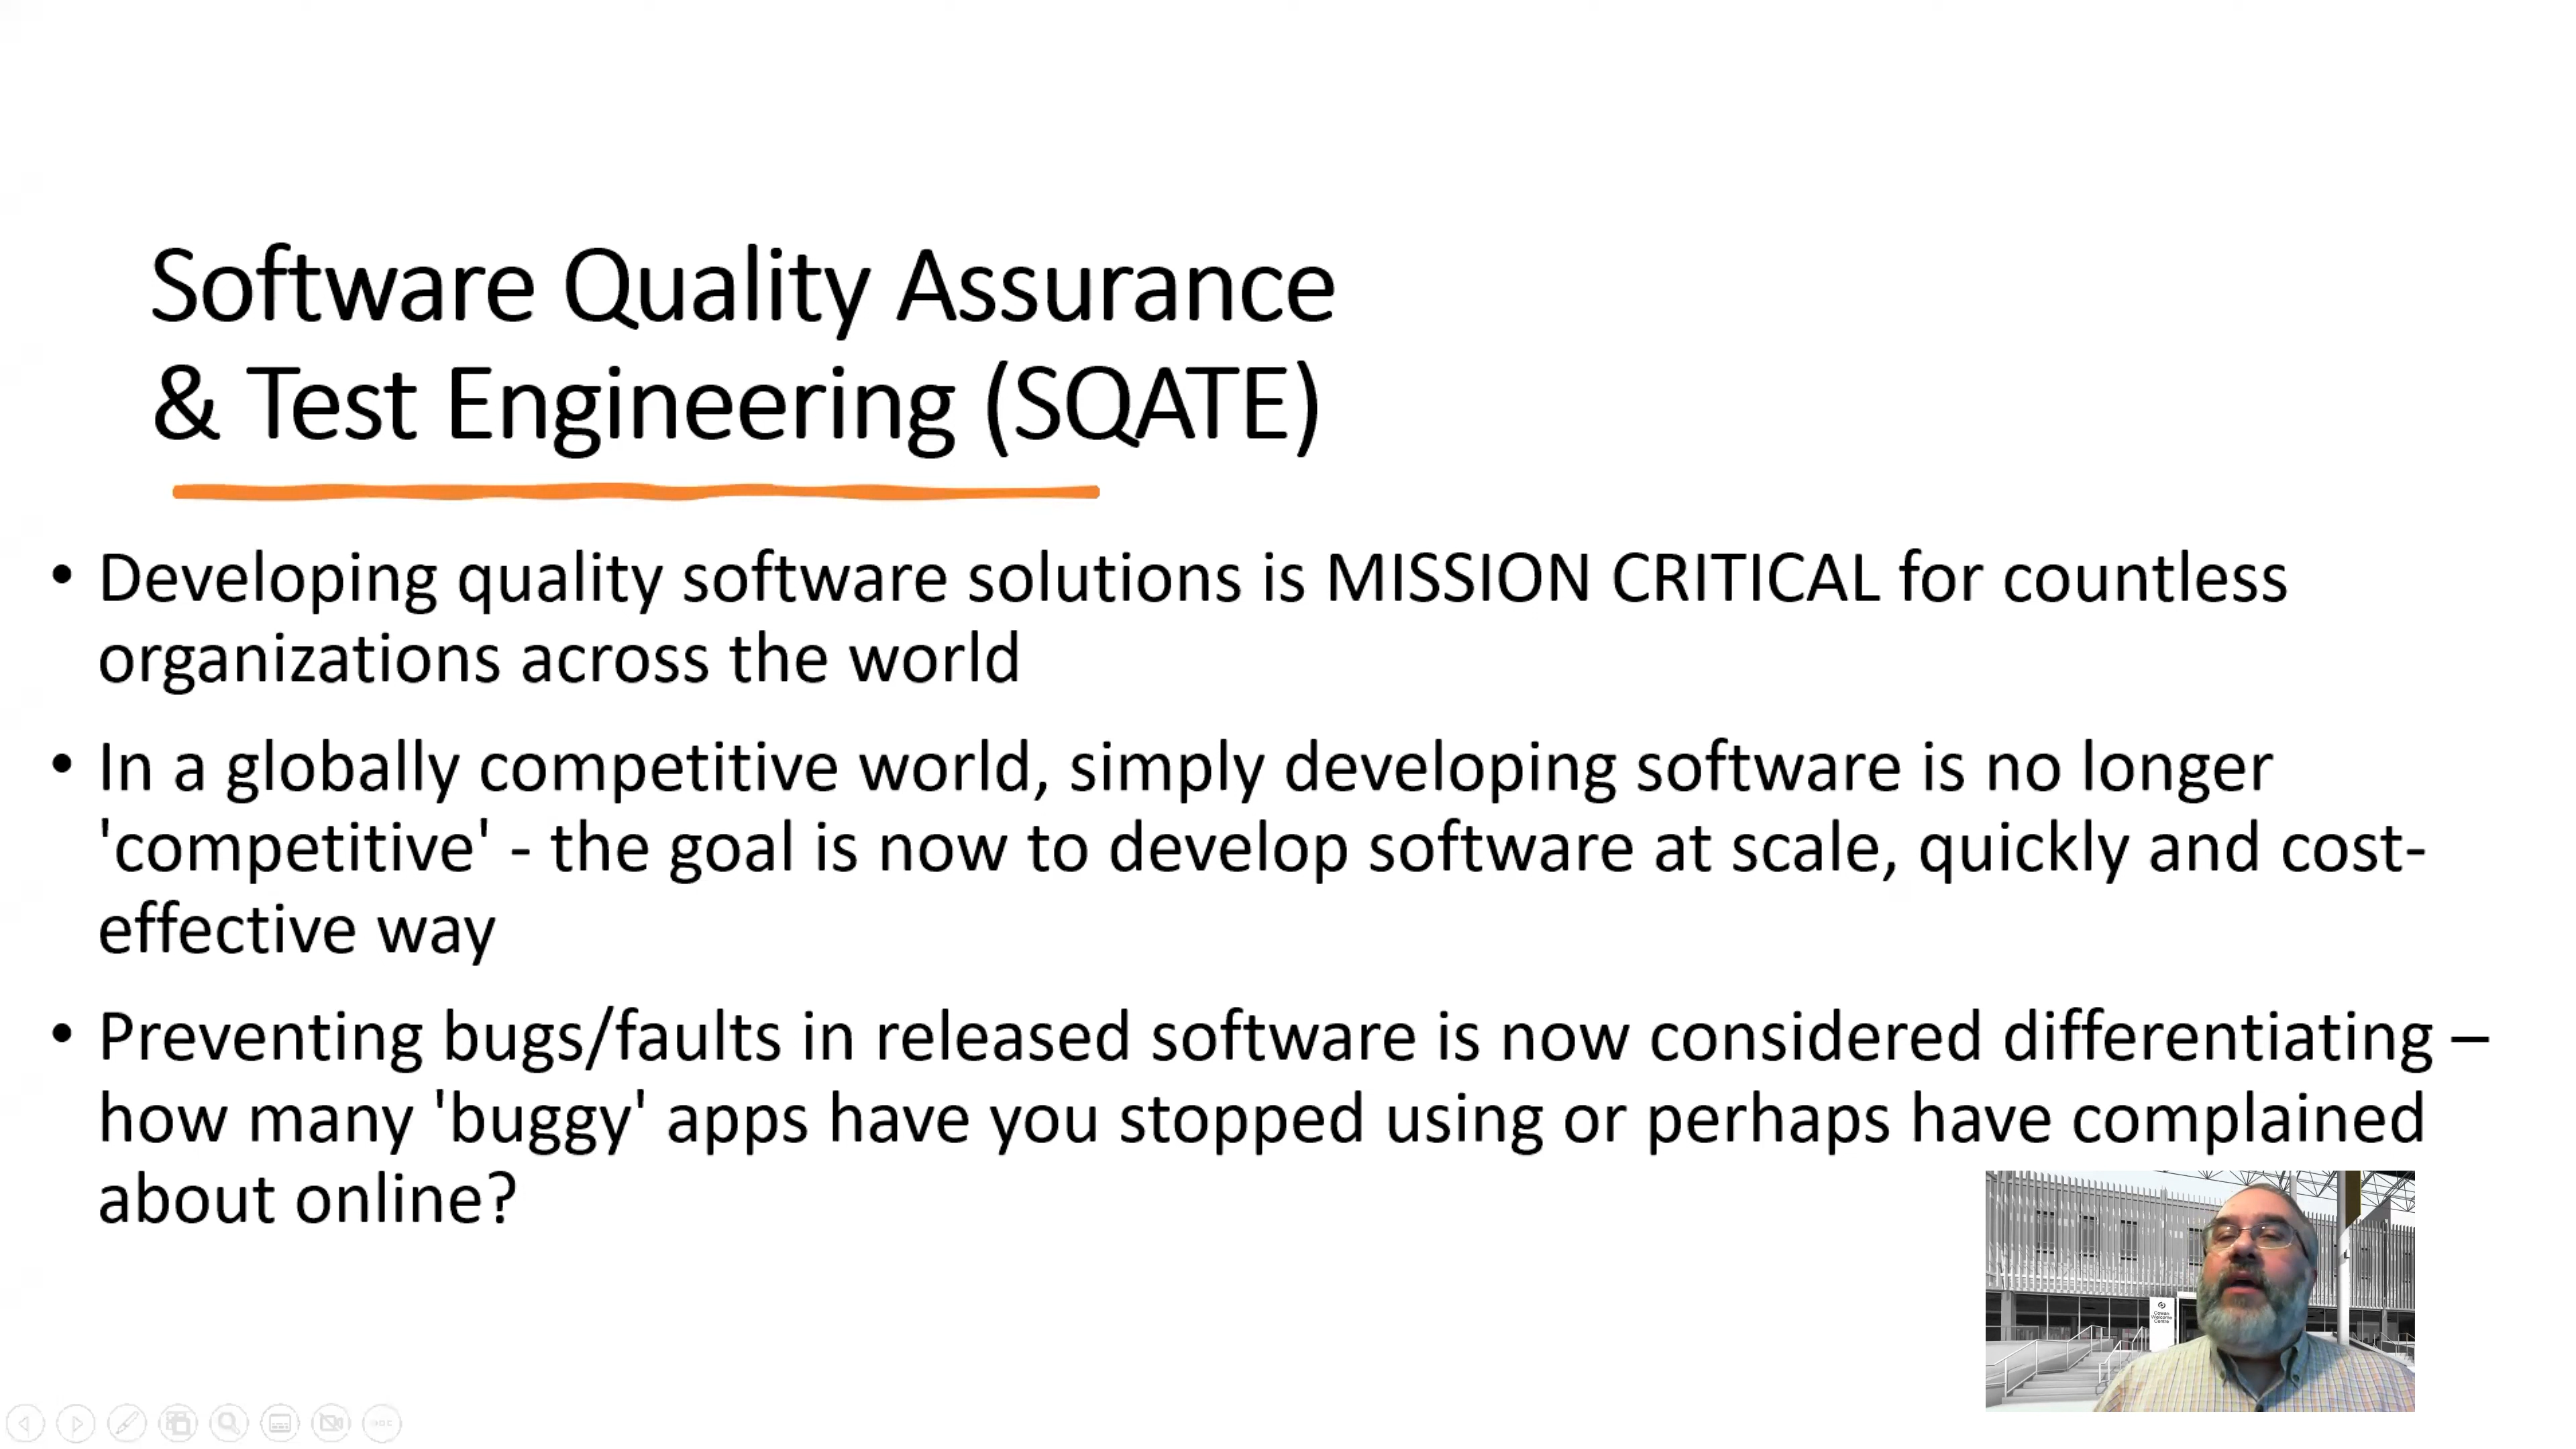 Software Quality Assurance
& Test Engineering (SQATE)
• Developing quality software solutions is MISSION CRITICAL for countless
organizations across the world
• In a globally competitive world, simply developing software is no longer
'competitive' - the goal is now to develop software at scale, quickly and cost-
effective way
• Preventing bugs/faults in released software is now considered differentiating –
how many 'buggy' apps have you stopped using or perhaps have complained
about online?
Cowan
Welcome
Centre